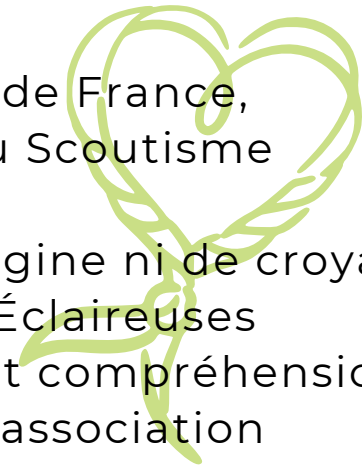 de France,
u Scoutisme
gine ni de croya
Éclaireuses
t compréhensio
association